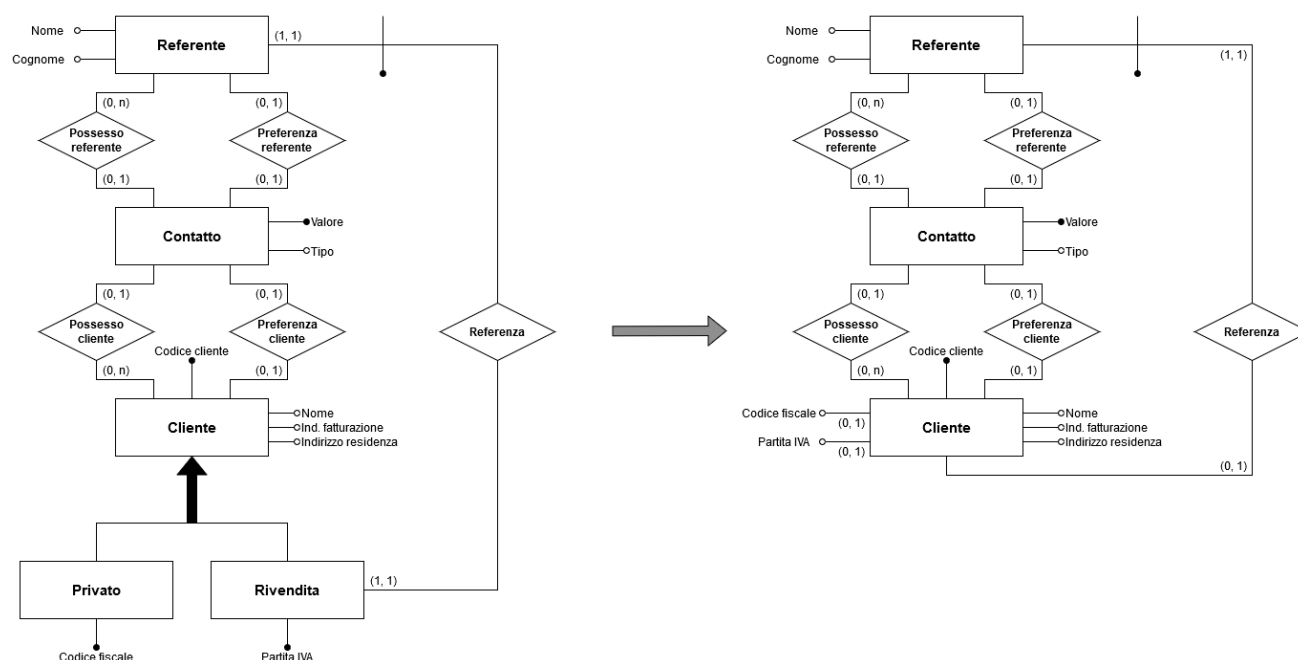 Nome
Cognome
Referente
(1, 1)
(0, n)
(0, 1)
Possesso
referente
Preferenza
referente
(0, 1)
(0, 1)
Contatto
Valore
Tipo
(0, 1)
(0, 1)
Possesso
cliente
Preferenza
cliente
Referenza
Codice cliente
(0, n)
(0, 1)
Cliente
Nome
Ind. fatturazione
Indirizzo residenza
Privato
Rivendita
(1, 1)
Codice fiscale
Partita IVA
Nome
Cognome
Referente
(1, 1)
(0, n)
(0, 1)
Possesso
referente
Preferenza
referente
(0, 1)
(0, 1)
Contatto
Valore
Tipo
(0, 1)
(0, 1)
Possesso
cliente
Preferenza
cliente
Referenza
Codice cliente
(0, n)
(0, 1)
Codice fiscale
(0, 1)
Partita IVA
(0, 1)
Cliente
Nome
Ind. fatturazione
Indirizzo residenza
(0, 1)